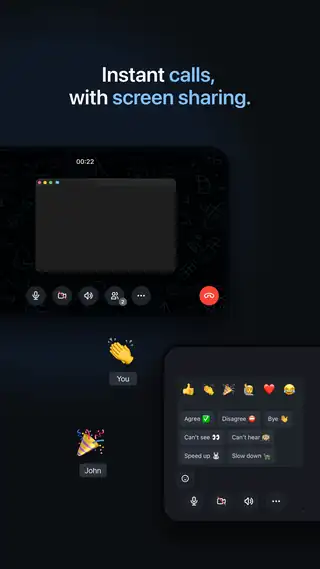 Instant calls,
with screen sharing.
00:22
2
You
John
Agree ✅ Disagree ⛔ Bye 👋
Can't see 👀 Can't hear 🙉
Speed up 🐰 Slow down 🐢